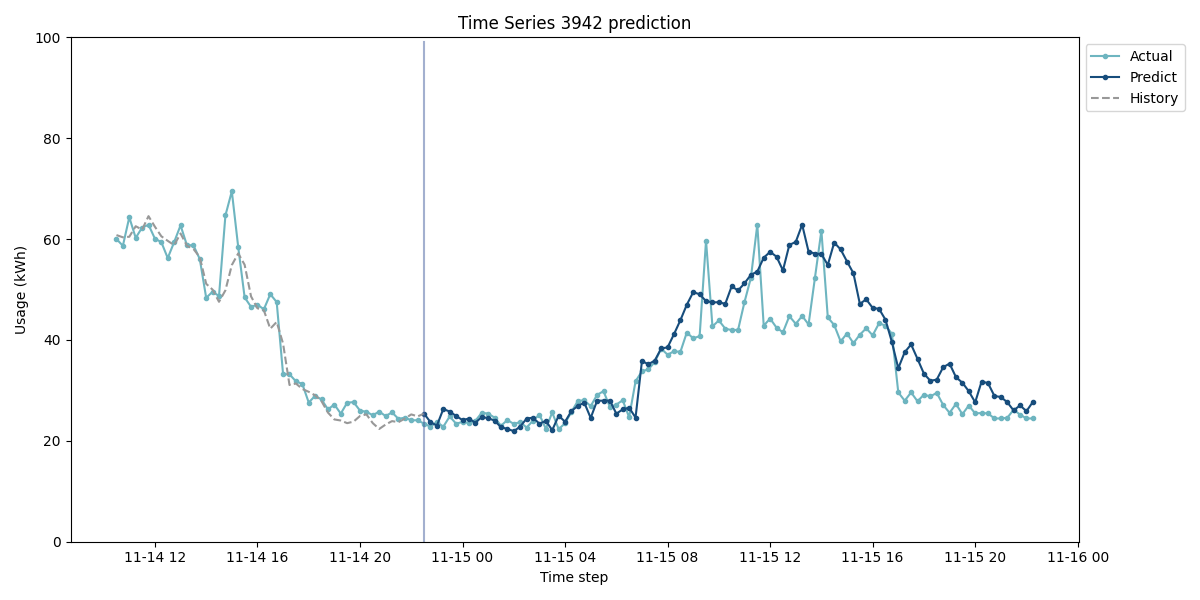 Time Series 3942 prediction
100
80
60
40
20
0
Usage (kWh)
11-14 12
11-14 16
11-14 20
11-15 00
11-15 04
11-15 08
11-15 12
11-15 16
11-15 20
11-16 00
Time step
Actual
Predict
History